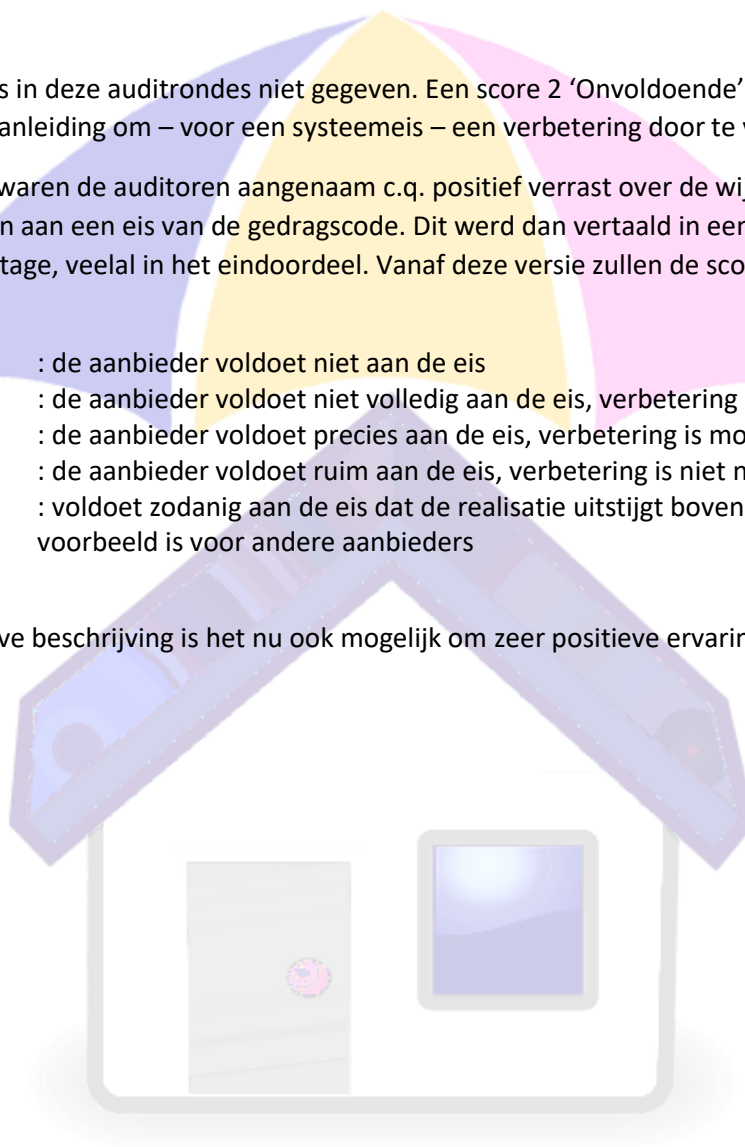 s in deze auditrondes niet gegeven. Een score 2 ‘Onvoldoende’
anleiding om – voor een systeemeis – een verbetering door te
waren de auditoren aangenaam c.q. positief verrast over de
n aan een eis van de gedragscode. Dit werd dan vertaald in een
tage, veelal in het eindoordeel. Vanaf deze versie zullen de
: de aanbieder voldoet niet aan de eis
: de aanbieder voldoet niet volledig aan de eis, verbetering
: de aanbieder voldoet precies aan de eis, verbetering is
: de aanbieder voldoet ruim aan de eis, verbetering is niet
: voldoet zodanig aan de eis dat de realisatie uitstijgt boven
voorbeeld is voor andere aanbieders
ve beschrijving is het nu ook mogelijk om zeer positieve